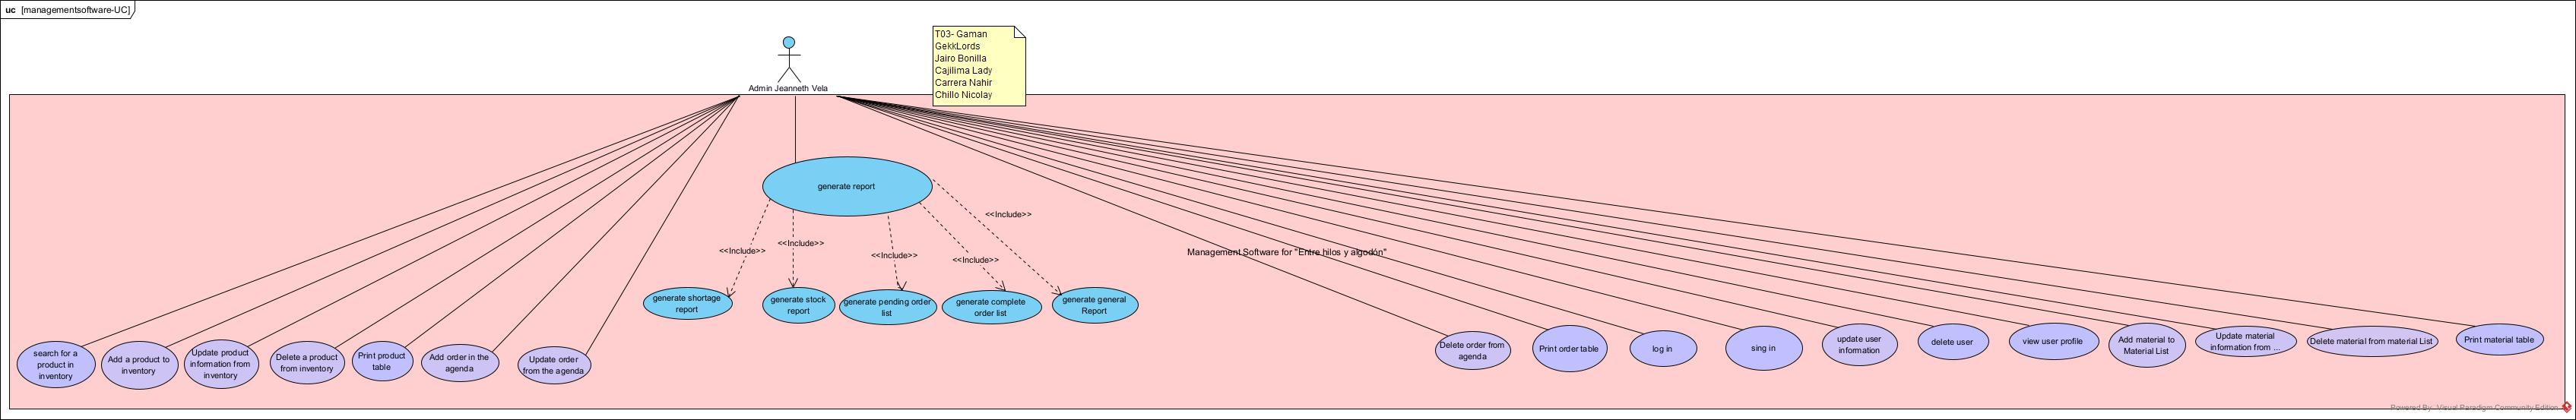 uc [managementsoftware-UC]
T03- Gaman
GekkLords
Jairo Bonilla
Cajilima Lady
Carrera Nahir
Chillo Nicolay
Admin Jeanneth Vela
generate report
<<Include>>
<<Include>>
<<Include>>
<<Include>>
<<Include>>
Management Software for "Entre hilos y algodón"
generate shortage
report
generate stock
report
generate pending order
list
generate complete
order list
generate general
Report
search for a
product in
inventory
Add a product to
inventory
Update product
information from
inventory
Delete a product
from inventory
Print product
table
Add order in the
agenda
Update order
from the agenda
Delete order from
agenda
Print order table
log in
sing in
update user
information
delete user
view user profile
Add material to
Material List
Update material
information from ...
Delete material from material List
Print material table
Powered By: Visual Paradigm Community Edition